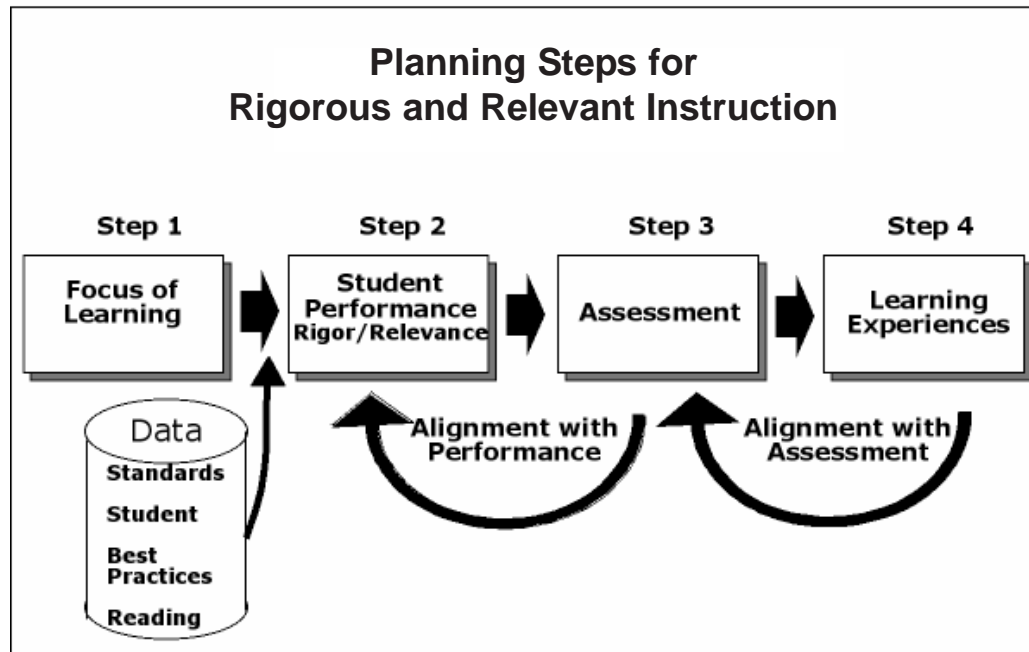 Planning Steps for
Rigorous and Relevant Instruction
Step 1
Step 2
Step 3
Step 4
Focus of
Learning
Student
Performance
Rigor/Relevance
Assessment
Learning
Experiences
Data
Standards
Student
Best
Practices
Reading
Alignment with
Performance
Alignment with
Assessment